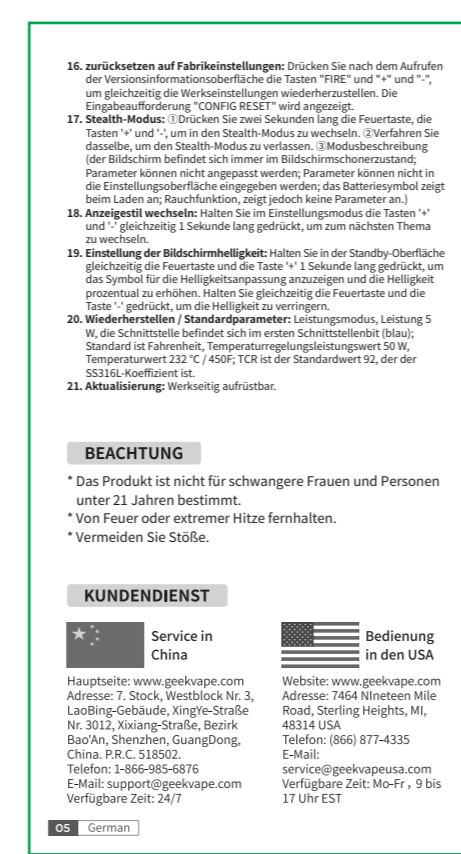 16. zurücksetzen auf Fabrikeinstellungen: Drücken Sie nach dem Aufrufen
der Versionsinformationsoberfläche die Tasten "FIRE" und "+" und "-",
um gleichzeitig die Werkseinstellungen wiederherzustellen. Die
Eingabeaufforderung "CONFIG RESET" wird angezeigt.
17. Stealth-Modus: ①Drücken Sie zwei Sekunden lang die Feuertaste, die
Tasten '+' und '-', um in den Stealth-Modus zu wechseln. ②Verfahren Sie
dasselbe, um den Stealth-Modus zu verlassen. ③Modusbeschreibung
(der Bildschirm befindet sich immer im Bildschirmschonerzustand;
Parameter können nicht angepasst werden; Parameter können nicht in
die Einstellungsoberfläche eingegeben werden; das Batteriesymbol zeigt
beim Laden an; Rauchfunktion, zeigt jedoch keine Parameter an.)
18. Anzeigestil wechseln: Halten Sie im Einstellungsmodus die Tasten '+'
und '-' gleichzeitig 1 Sekunde lang gedrückt, um zum nächsten Thema
zu wechseln.
19. Einstellung der Bildschirmhelligkeit: Halten Sie in der Standby-Oberfläche
gleichzeitig die Feuertaste und die Taste '+' 1 Sekunde lang gedrückt, um
das Symbol für die Helligkeitsanpassung anzuzeigen und die Helligkeit
prozentual zu erhöhen. Halten Sie gleichzeitig die Feuertaste und die
Taste '-' gedrückt, um die Helligkeit zu verringern.
20. Wiederherstellen / Standardparameter: Leistungsmodus, Leistung 5
W, die Schnittstelle befindet sich im ersten Schnittstellenbit (blau);
Standard ist Fahrenheit, Temperaturregelungsleistungswert 50 W,
Temperaturwert 232 °C / 450F; TCR ist der Standardwert 92, der der
SS316L-Koeffizient ist.
21. Aktualisierung: Werkseitig aufrüstbar.
BEACHTUNG
* Das Produkt ist nicht für schwangere Frauen und Personen
unter 21 Jahren bestimmt.
* Von Feuer oder extremer Hitze fernhalten.
* Vermeiden Sie Stöße.
KUNDENDIENST
Service in
China
Hauptseite: www.geekvape.com
Adresse: 7. Stock, Westblock Nr. 3,
LaoBing-Gebäude, XingYe-Straße
Nr. 3012, Xixiang-Straße, Bezirk
Bao'An, Shenzhen, GuangDong,
China. P.R.C. 518502.
Telefon: 1-866-985-6876
E-Mail: support@geekvape.com
Verfügbare Zeit: 24/7
Bedienung
in den USA
Website: www.geekvape.com
Adresse: 7464 NIneteen Mile
Road, Sterling Heights, MI,
48314 USA
Telefon: (866) 877-4335
E-Mail:
service@geekvapeusa.com
Verfügbare Zeit: Mo-Fr , 9 bis
17 Uhr EST
05 German